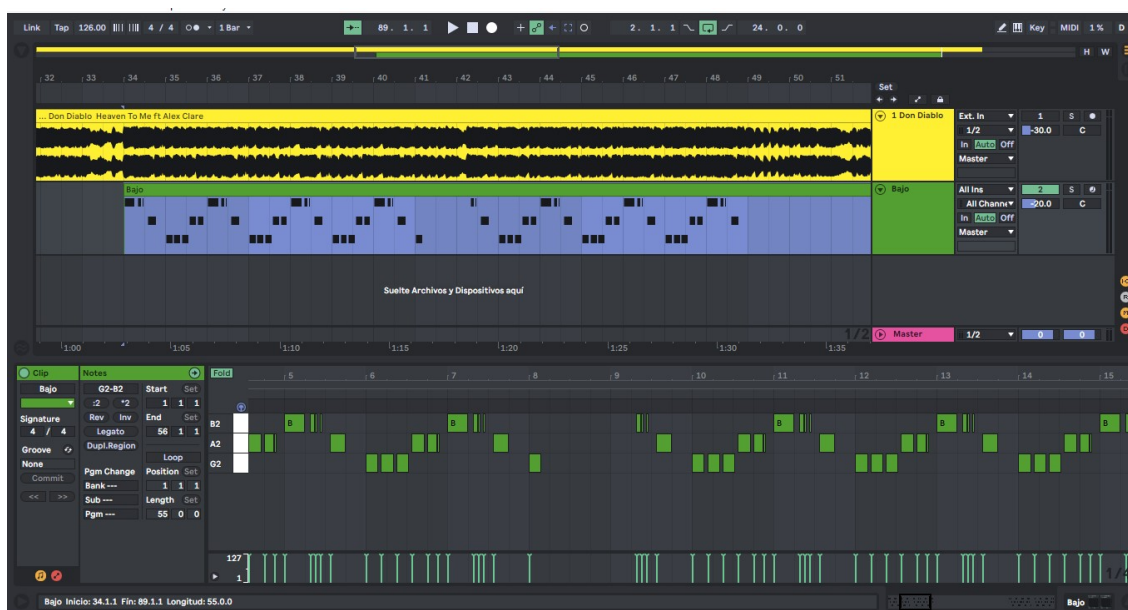 Link Tap 126.00 4 / 4 1 Bar 89. 1. 1 2. 1. 1 24. 0. 0 Key MIDI 1 % D
H W
32 33 34 35 36 37 38 39 40 41 42 43 44 45 46 47 48 49 50 51
Set
... Don Diablo Heaven To Me ft Alex Clare
1 Don Diablo Ext. In 1 S
1/2 -30.0 C
In Auto Off
Master
Bajo
Bajo All Ins 2 S
All Channe -20.0 C
In Auto Off
Master
Suelte Archivos y Dispositivos aquí
1/2 Master 1/2 0 0
1:00 1:05 1:10 1:15 1:20 1:25 1:30 1:35
Clip Notes Fold 5 6 7 8 9 10 11 12 13 14 15
Bajo G2-B2 Start Set
:2 *2 1 1 1
Signature Rev Inv End Set
4 / 4 Legato 56 1 1
Groove Dupl.Region Loop
None Pgm Change Position Set
Commit Bank --- 1 1 1
<< >> Sub --- Length Set
Pgm --- 55 0 0
B2 B B B B B
A2
G2
127
1 1/4
Bajo Inicio: 34.1.1 Fín: 89.1.1 Longitud: 55.0.0 Bajo